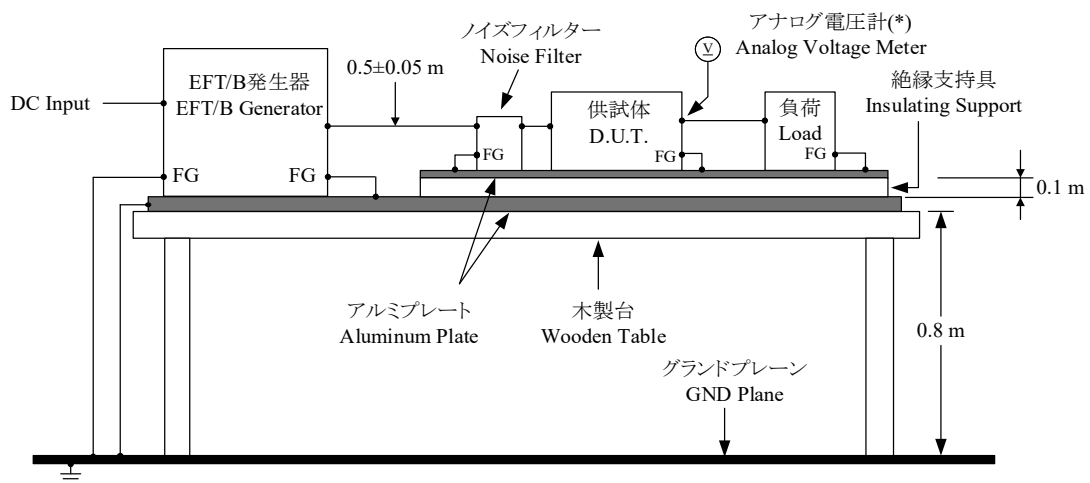 ノイズフィルター
Noise Filter
アナログ電圧計(*)
Analog Voltage Meter
V
0.5±0.05 m
絶縁支持具
Insulating Support
DC Input
EFT/B発生器
EFT/B Generator
供試体
D.U.T.
負荷
Load
FG
FG
FG
FG
FG
0.1 m
アルミプレート
Aluminum Plate
木製台
Wooden Table
0.8 m
グランドプレーン
GND Plane